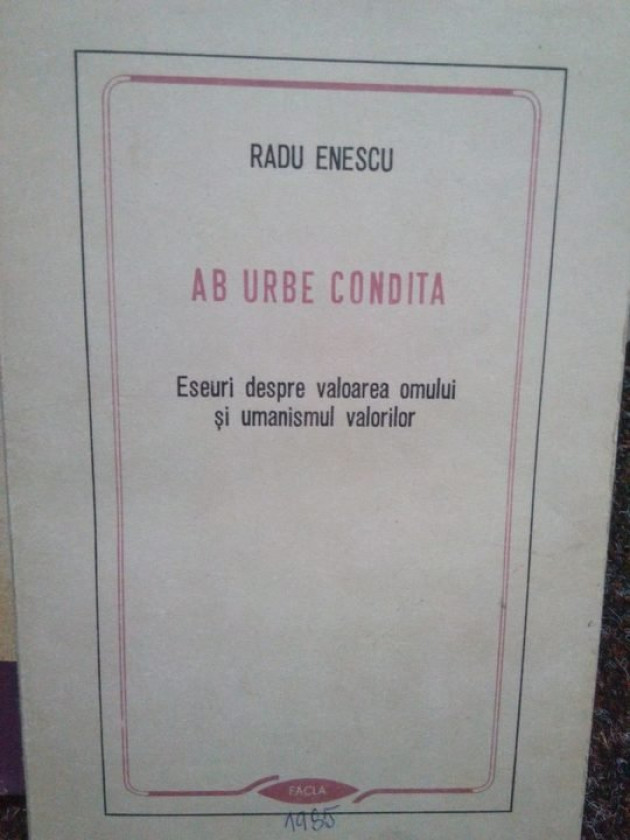 RADU ENESCU
AB URBE CONDITA
Eseuri despre valoarea omului
și umanismul valorilor
FACLA
1985